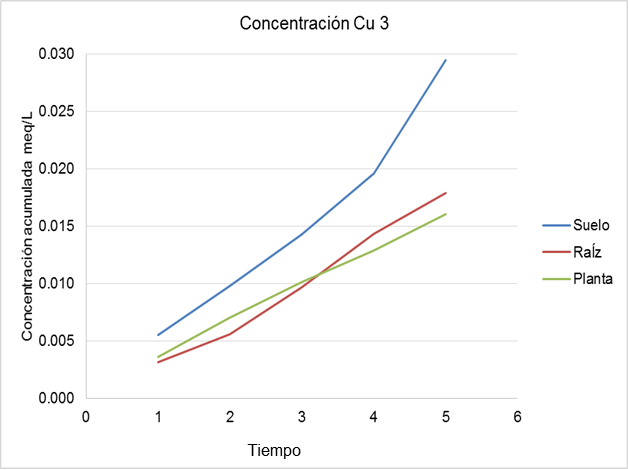 Concentración Cu 3
Concentración acumulada meq/L
0.030
0.025
0.020
0.015
0.010
0.005
0.000
0 1 2 3 4 5 6
Tiempo
Suelo
RaÍz
Planta